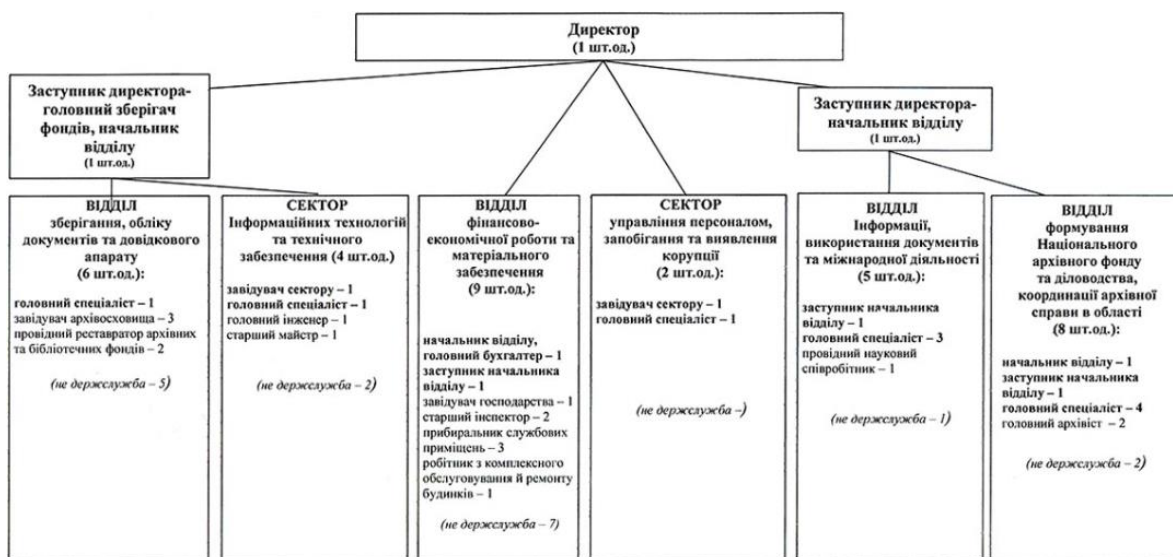 Директор
(1 шт.од.)
Заступник директора-
головний зберігач
фондів, начальник
відділу
(1 шт.од.)
Заступник директора-
начальник відділу
(1 шт.од.)
ВІДДІЛ
зберігання, обліку
документів та довідкового
апарату
(6 шт.од.):
головний спеціаліст – 1
завідувач архівосховища – 3
провідний реставратор архівних
та бібліотечних фондів – 2
(не держслужба – 5)
СЕКТОР
Інформаційних технологій
та технічного
забезпечення (4 шт.од.)
завідувач сектору – 1
головний спеціаліст – 1
головний інженер – 1
старший майстр – 1
(не держслужба – 2)
ВІДДІЛ
фінансово-
економічної роботи та
матеріального
забезпечення
(9 шт.од.):
начальник відділу,
головний бухгалтер – 1
заступник начальника
відділу – 1
завідувач господарства – 1
старший інспектор – 2
прибиральник службових
приміщень – 3
робітник з комплексного
обслуговування й ремонту
будинків – 1
(не держслужба – 7)
СЕКТОР
управління персоналом,
запобігання та виявлення
корупції
(2 шт.од.):
завідувач сектору – 1
головний спеціаліст – 1
(не держслужба –)
ВІДДІЛ
Інформації,
використання документів
та міжнародної діяльності)
(5 шт.од.):
заступник начальника
відділу – 1
головний спеціаліст – 3
провідний науковий
співробітник – 1
(не держслужба – 1)
ВІДДІЛ
формування
Національного
архівного фонду
та діловодства,
координації архівної
справи в області
(8 шт.од.):
начальник відділу – 1
заступник начальника
відділу – 1
головний спеціаліст – 4
головний архівіст – 2
(не держслужба – 2)